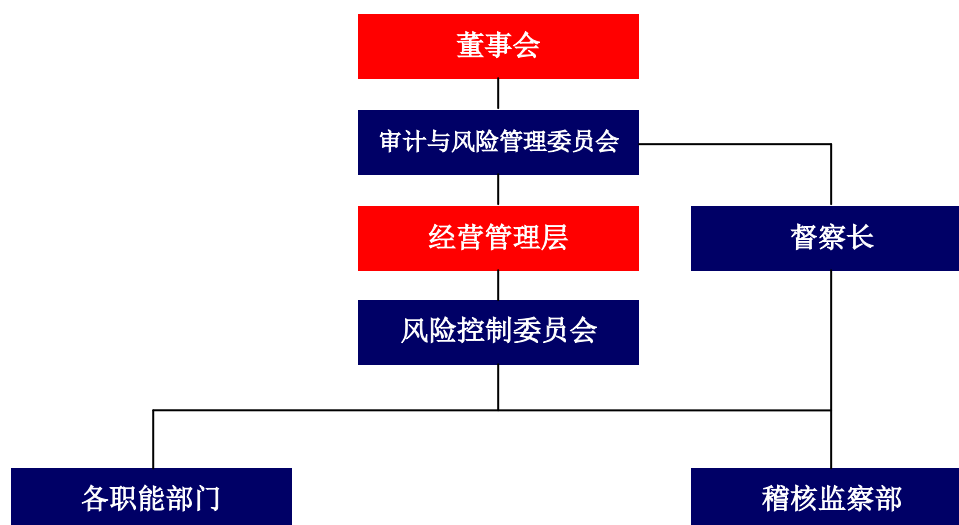 董事会
审计与风险管理委员会
经营管理层
督察长
风险控制委员会
各职能部门
稽核监察部